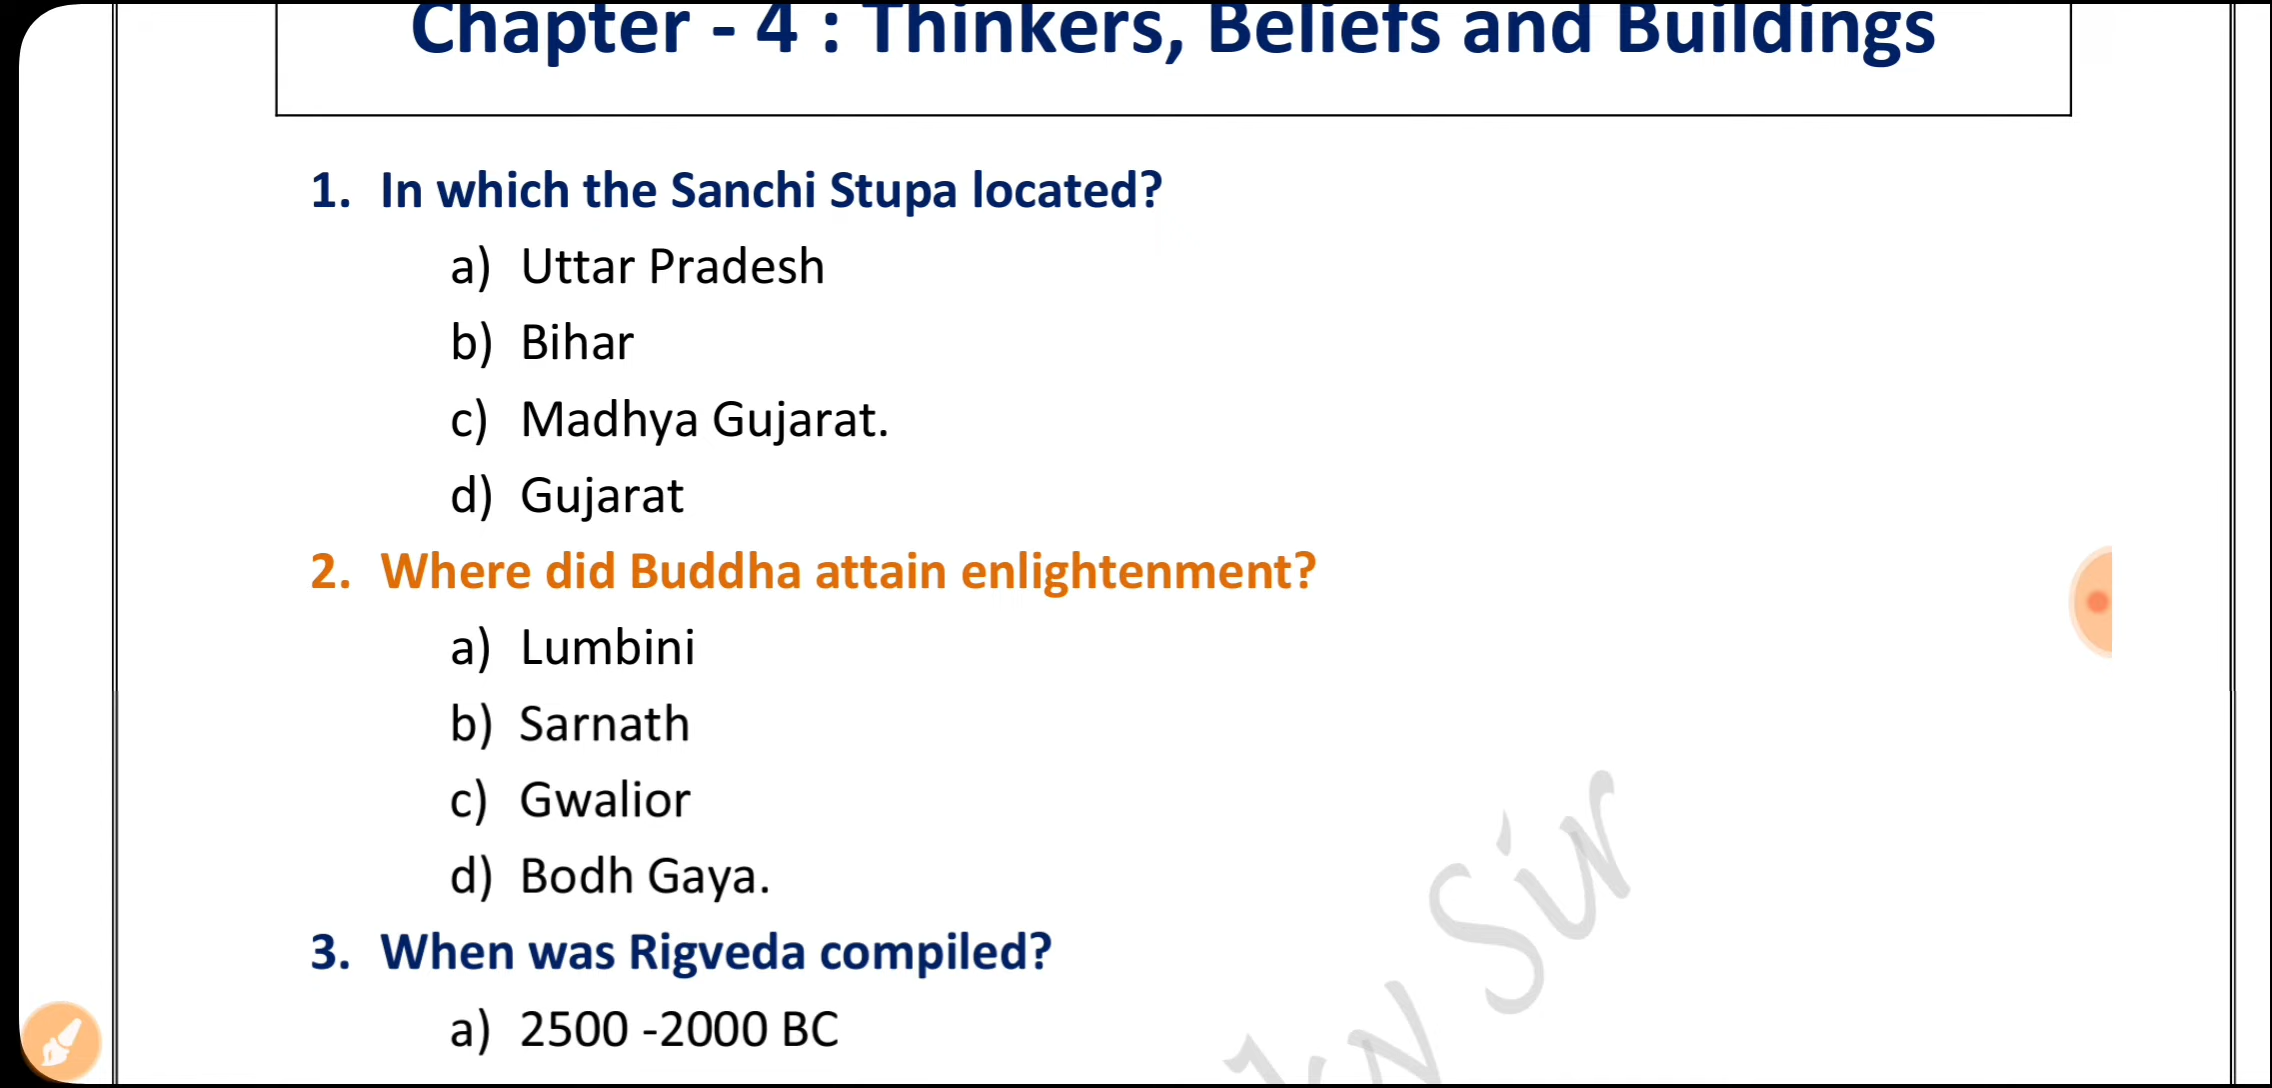 Chapter - 4 : Thinkers, Beliefs and Buildings
1. In which the Sanchi Stupa located?
a) Uttar Pradesh
b) Bihar
c) Madhya Gujarat.
d) Gujarat
2. Where did Buddha attain enlightenment?
a) Lumbini
b) Sarnath
c) Gwalior
d) Bodh Gaya.
3. When was Rigveda compiled?
a) 2500 -2000 BC
Sir